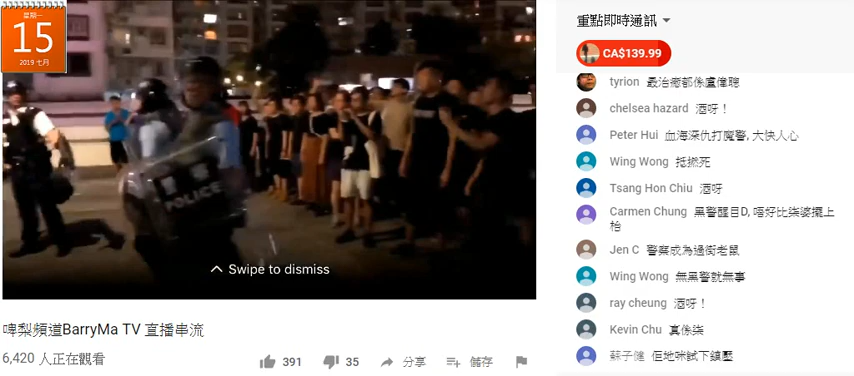 星期一
15
2019 七月
POLICE
Swipe to dismiss
啤梨頻道BarryMa TV 直播串流
6,420 人正在觀看
391
35
分享
儲存
重點即時通訊
CA$139.99
tyrion 最治癒都係盧偉聰
chelsea hazard 酒呀！
Peter Hui 血海深仇打魔警, 大快人心
Wing Wong 抵撚死
Tsang Hon Chiu 酒呀
Carmen Chung 黑警醒目D, 唔好比柒婆擺上
枱
Jen C 警察成為過街老鼠
Wing Wong 無黑警就無事
ray cheung 酒呀！
Kevin Chu 真係柒
蘇子健 佢地咪試下鎮壓